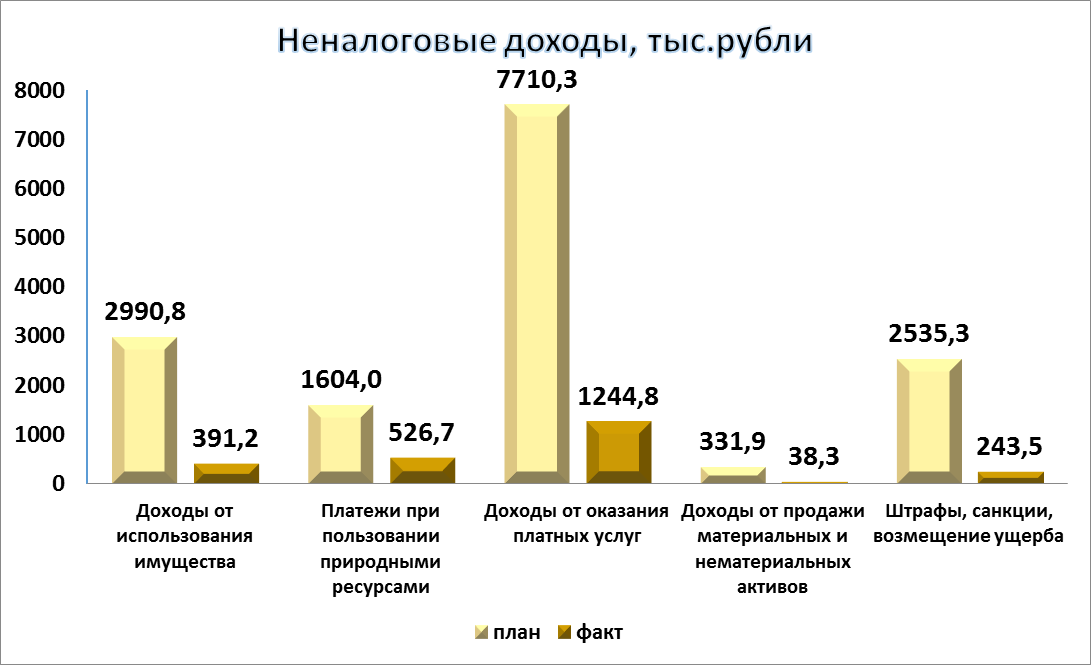 Неналоговые доходы, тыс.рубли
8000
7000
6000
5000
4000
3000
2000
1000
0
2990,8
391,2
1604,0
526,7
7710,3
1244,8
331,9
38,3
2535,3
243,5
Доходы от
использования
имущества
Платежи при
пользовании
природными
ресурсами
Доходы от оказания
платных услуг
Доходы от продажи
материальных и
нематериальных
активов
Штрафы, санкции,
возмещение ущерба
план
факт